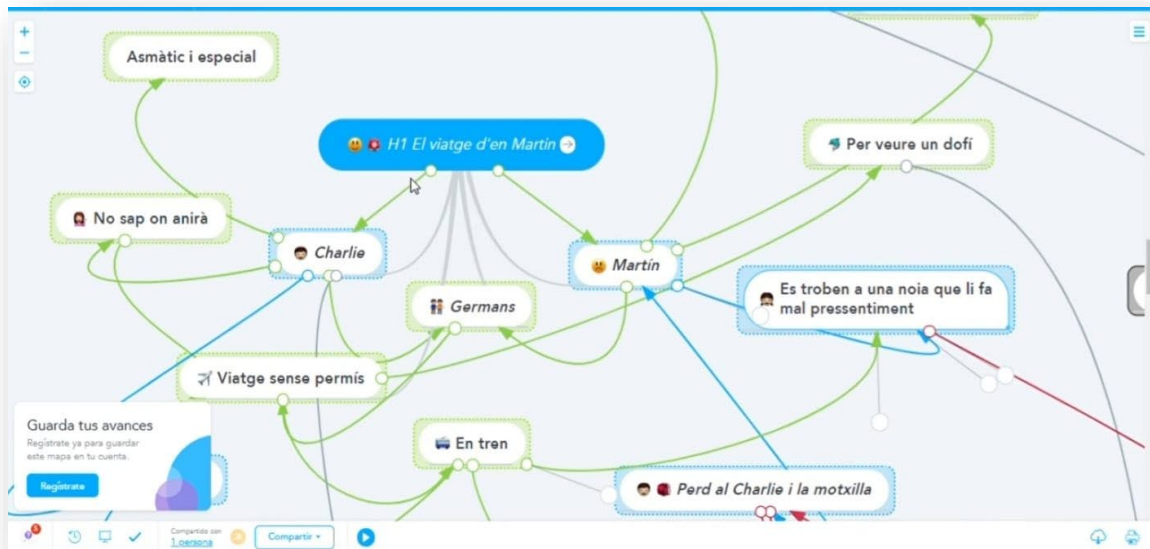 Asmàtic i especial
H1 El viatge d'en Martín
Per veure un dofí
No sap on anirà
Charlie
Martín
Es troben a una noia que li fa
mal pressentiment
Germans
Viatge sense permís
En tren
Perd al Charlie i la motxilla
Guarda tus avances
Regístrate ya para guardar
este mapa en tu cuenta.
Regístrate
Compartido con
1 persona
Compartir